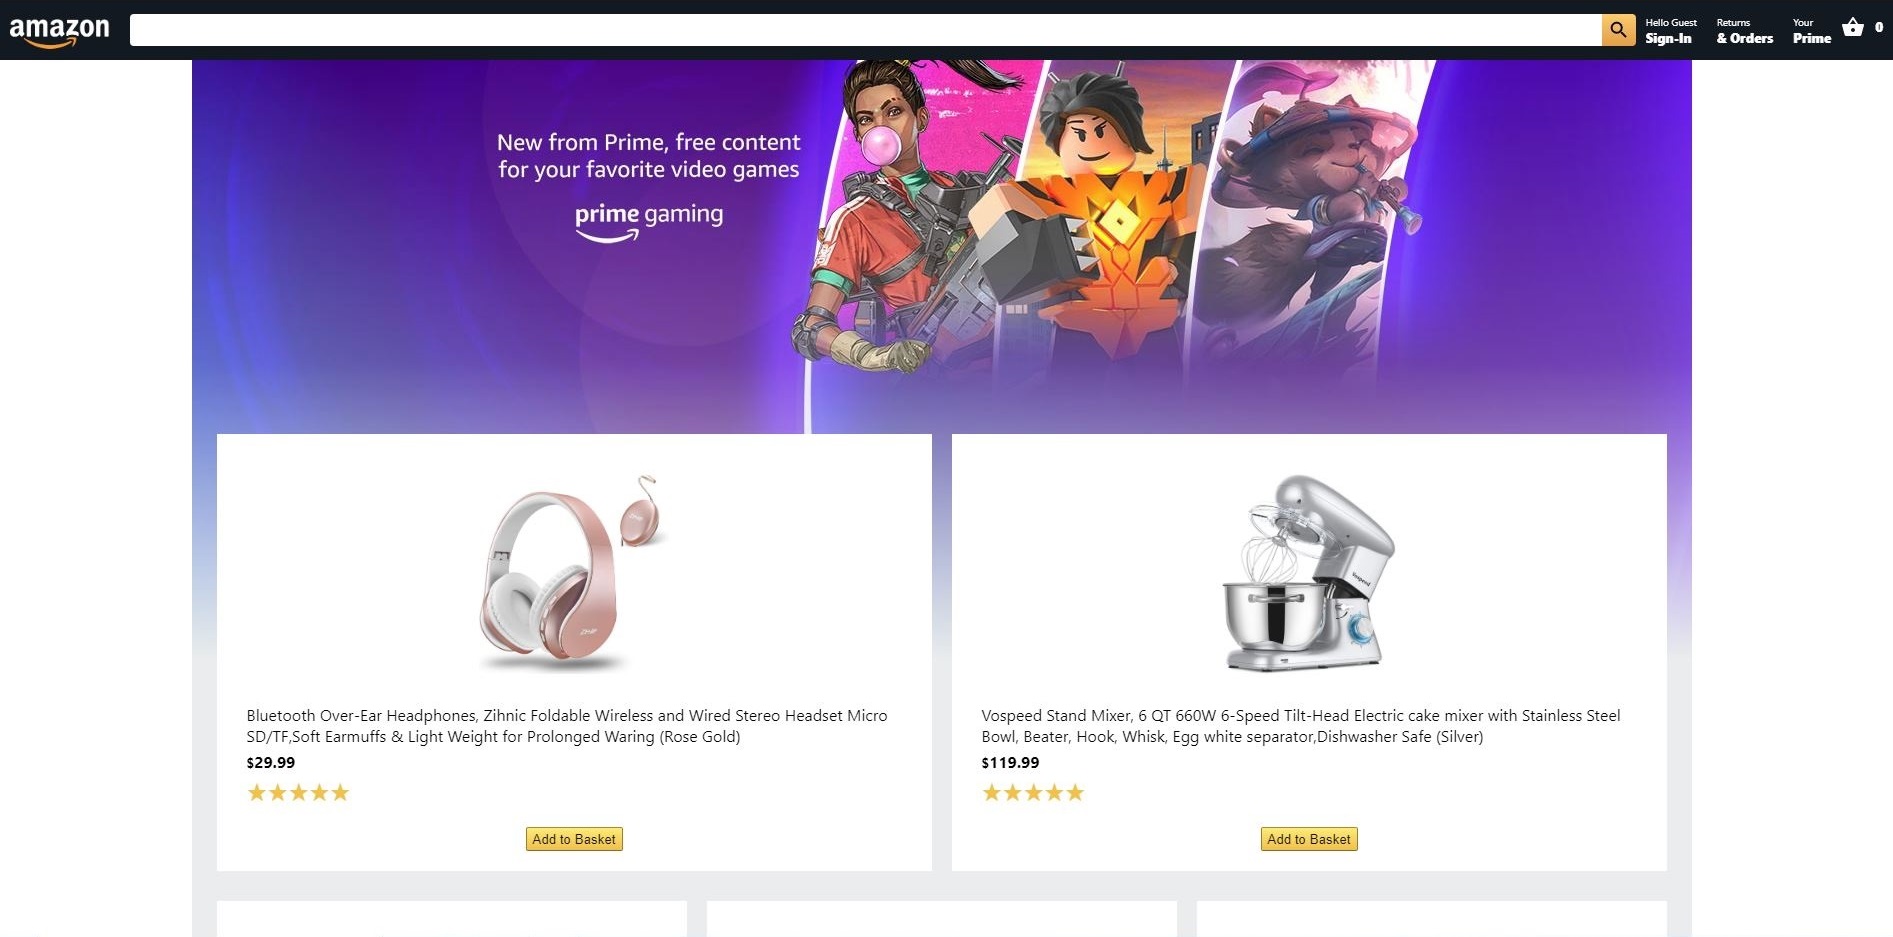 amazon
Hello Guest
Sign-In
Returns
& Orders
Your
Prime
0
New from Prime, free content
for your favorite video games
prime gaming
Bluetooth Over-Ear Headphones, Zihnic Foldable Wireless and Wired Stereo Headset Micro
SD/TF,Soft Earmuffs & Light Weight for Prolonged Waring (Rose Gold)
$29.99
Add to Basket
Vospeed
Vospeed Stand Mixer, 6 QT 660W 6-Speed Tilt-Head Electric cake mixer with Stainless Steel
Bowl, Beater, Hook, Whisk, Egg white separator,Dishwasher Safe (Silver)
$119.99
Add to Basket